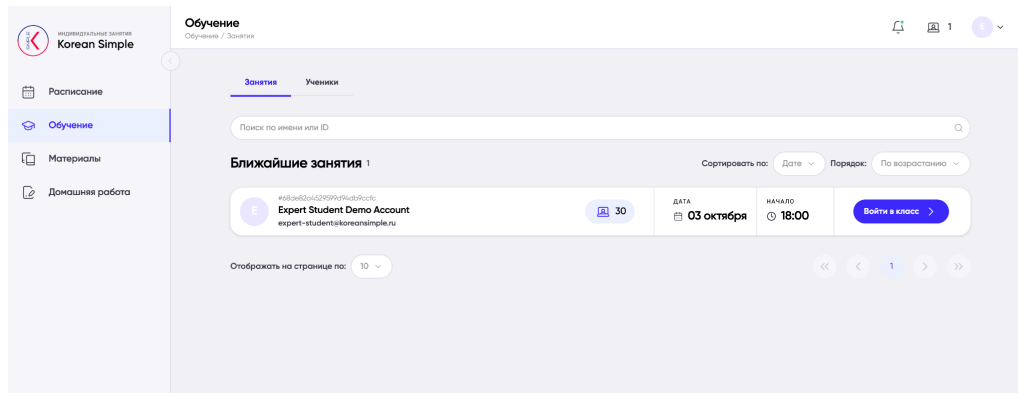 ИНДИВИДУАЛЬНЫЕ ЗАНЯТИЯ
Korean Simple
Расписание
Обучение
Материалы
Домашняя работа
Обучение
Обучение / Занятия
1
E
Занятия Ученики
Поиск по имени или ID
Ближайшие занятия 1
Сортировать по: Дате Порядок: По возрастанию
E
#68de82a4529599d94db9ccfc
Expert Student Demo Account
expert-student@koreansimple.ru
30
ДАТА
03 октября
НАЧАЛО
18:00
Войти в класс
Отображать на странице по: 10
1